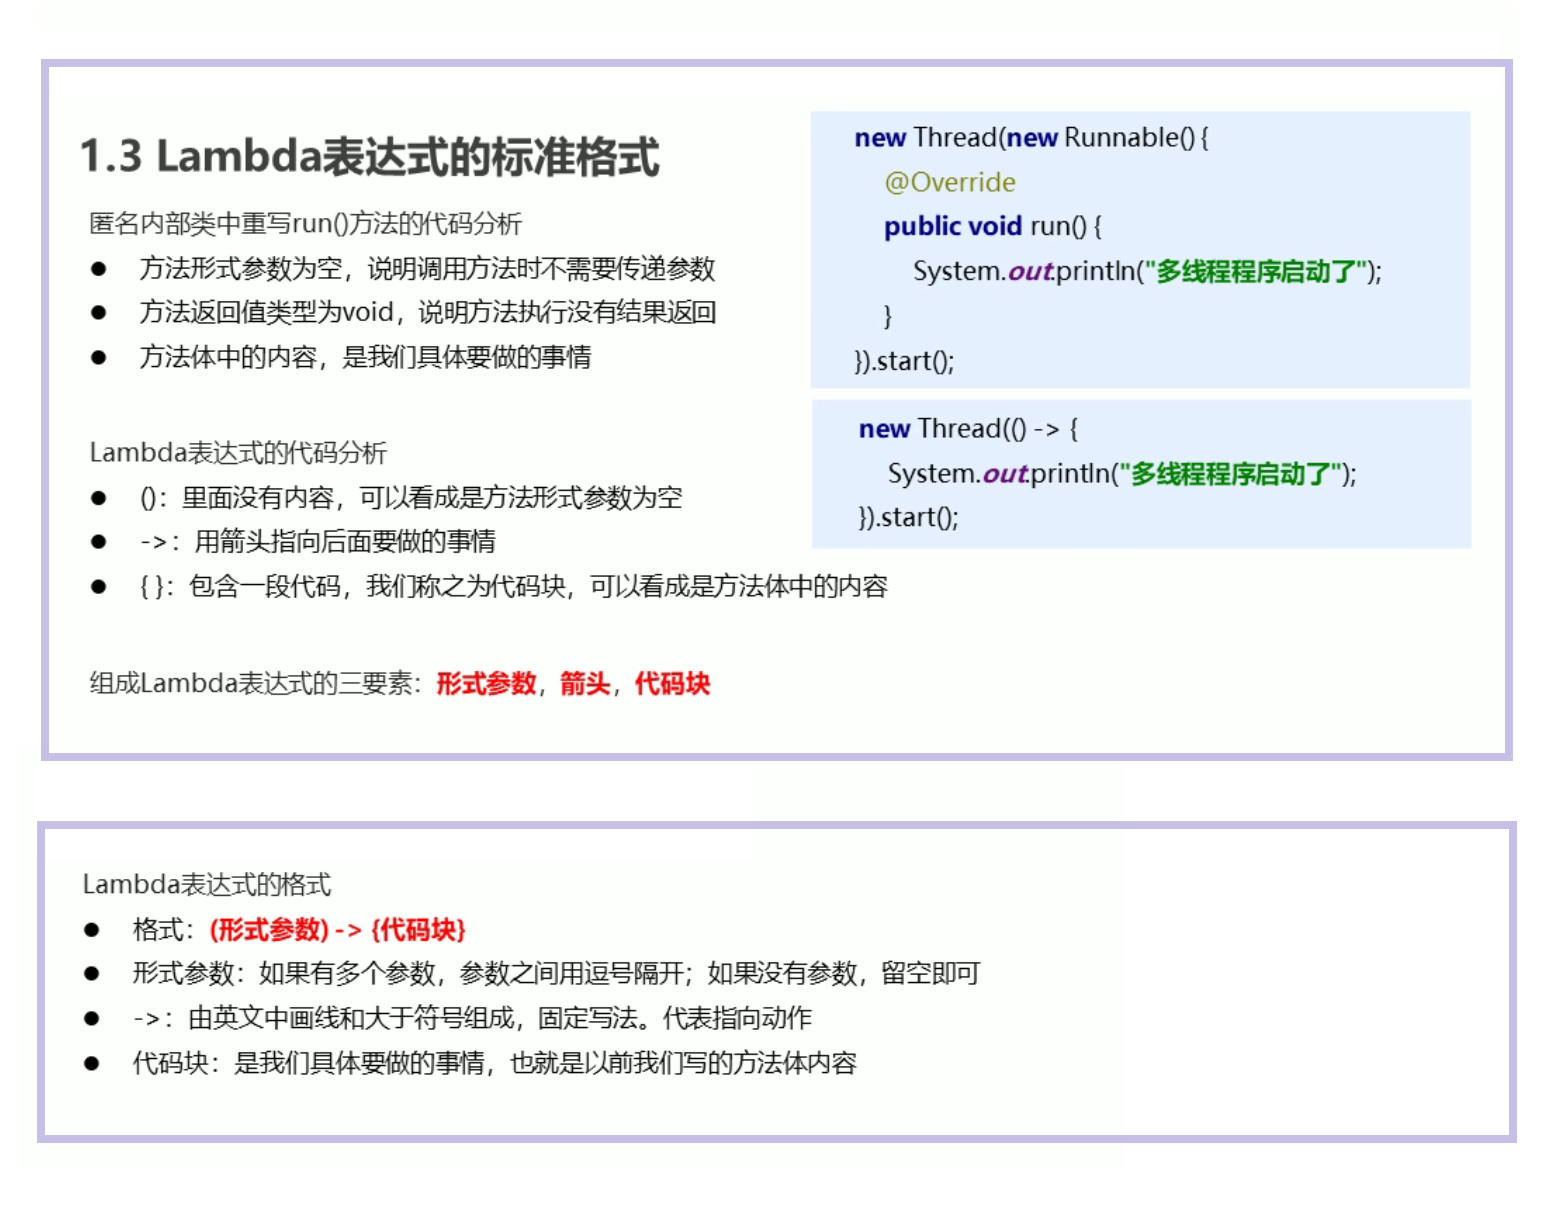 1.3 Lambda表达式的标准格式
匿名内部类中重写run()方法的代码分析
● 方法形式参数为空，说明调用方法时不需要传递参数
● 方法返回值类型为void，说明方法执行没有结果返回
● 方法体中的内容，是我们具体要做的事情
Lambda表达式的代码分析
● ()：里面没有内容，可以看成是方法形式参数为空
● ->：用箭头指向后面要做的事情
● { }：包含一段代码，我们称之为代码块，可以看成是方法体中的内容
组成Lambda表达式的三要素：形式参数，箭头，代码块
new Thread(new Runnable() {
@Override
public void run() {
System.out.println("多线程程序启动了");
}
}).start();
new Thread(() -> {
System.out.println("多线程程序启动了");
}).start();
Lambda表达式的格式
● 格式：(形式参数) -> {代码块}
● 形式参数：如果有多个参数，参数之间用逗号隔开；如果没有参数，留空即可
● ->：由英文中画线和大于符号组成，固定写法。代表指向动作
● 代码块：是我们具体要做的事情，也就是以前我们写的方法体内容